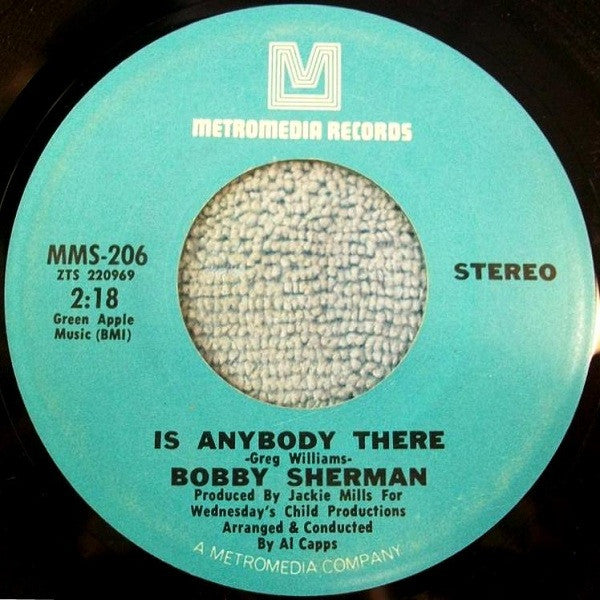 M
METROMEDIA RECORDS
MMS-206
ZTS 220969
2:18
Green Apple
Music (BMI)
STEREO
IS ANYBODY THERE
-Greg Williams-
BOBBY SHERMAN
Produced By Jackie Mills For
Wednesday's Child Productions
Arranged & Conducted
By Al Capps
A METROMEDIA COMPANY